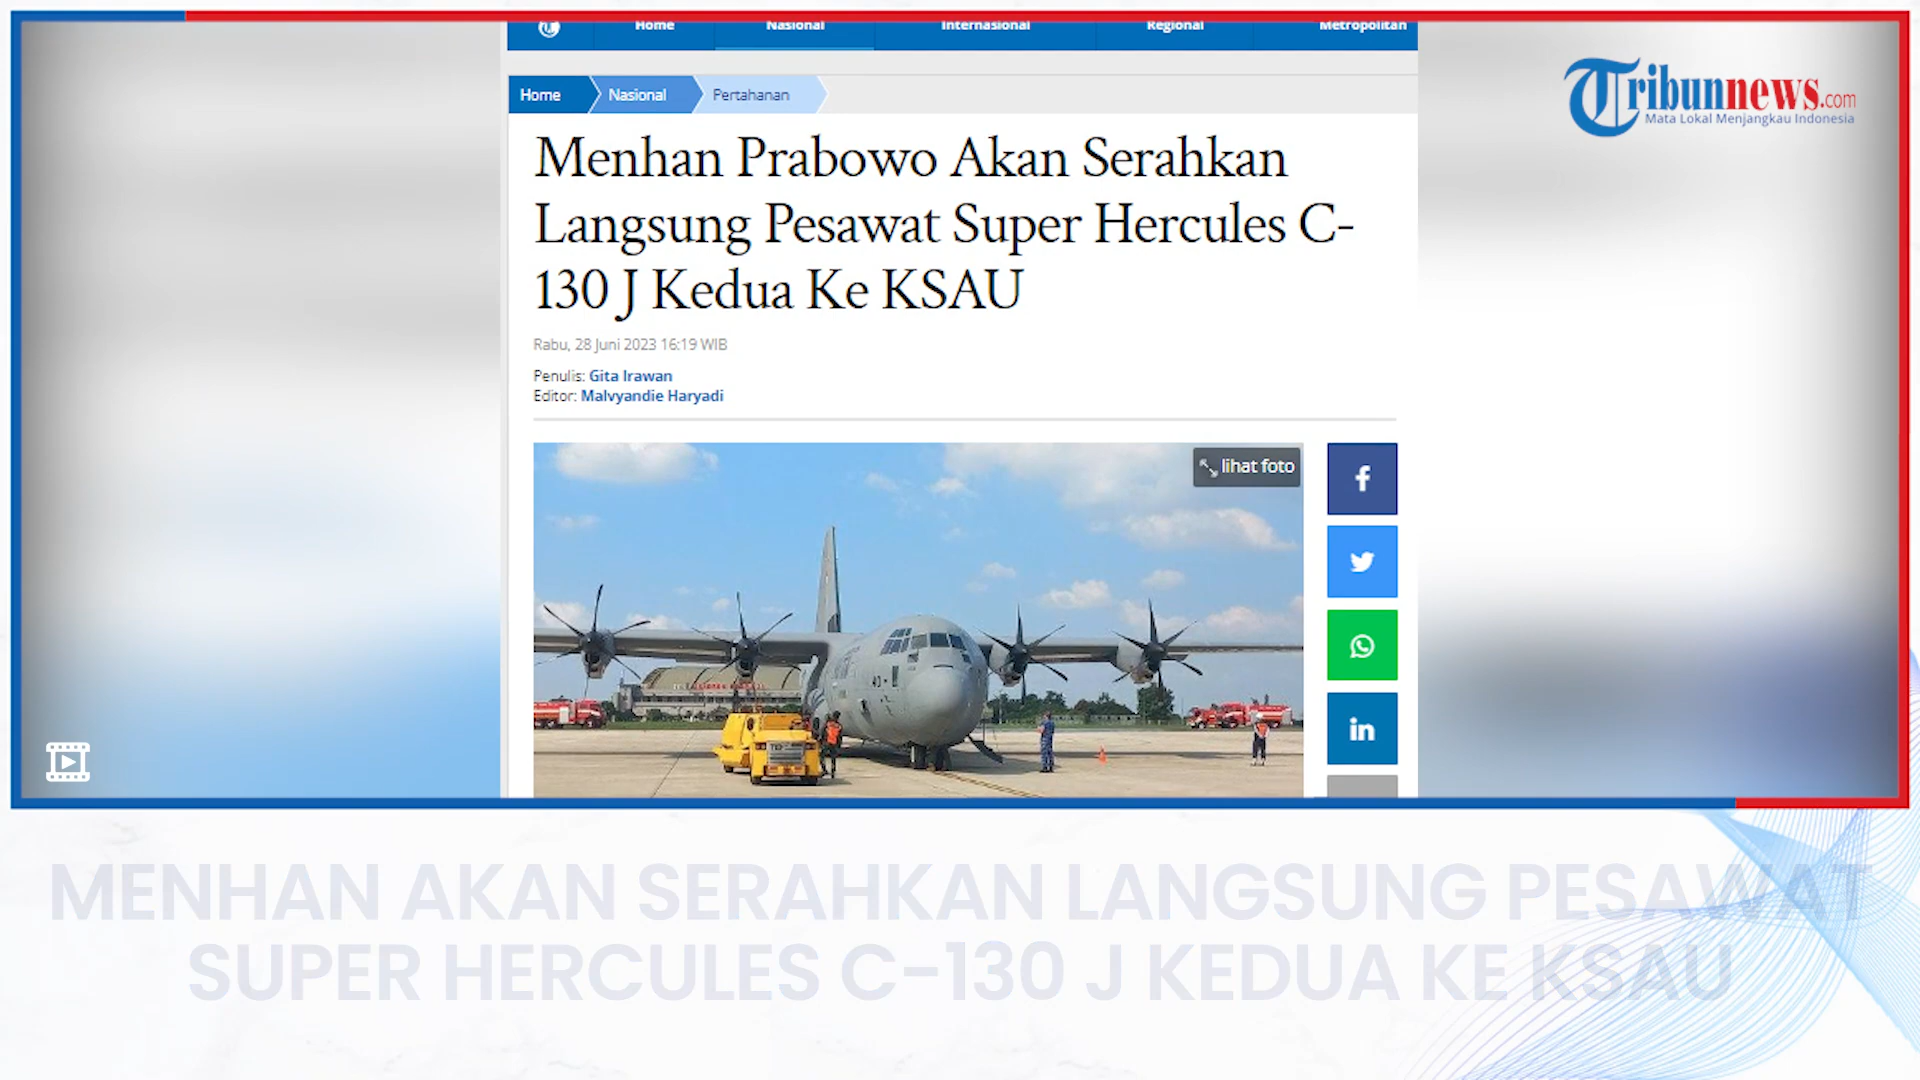 Home
Nasional
Internasional
Regional
Metropolitan
Tribunnews.com
Mata Lokal Menjangkau Indonesia
Home
Nasional
Pertahanan
Menhan Prabowo Akan Serahkan
Langsung Pesawat Super Hercules C-
130 J Kedua Ke KSAU
Rabu, 28 Juni 2023 16:19 WIB
Penulis: Gita Irawan
Editor: Malvyandie Haryadi
lihat foto
MENHAN AKAN SERAHKAN LANGSUNG PESAWAT
SUPER HERCULES C-130 J KEDUA KE KSAU